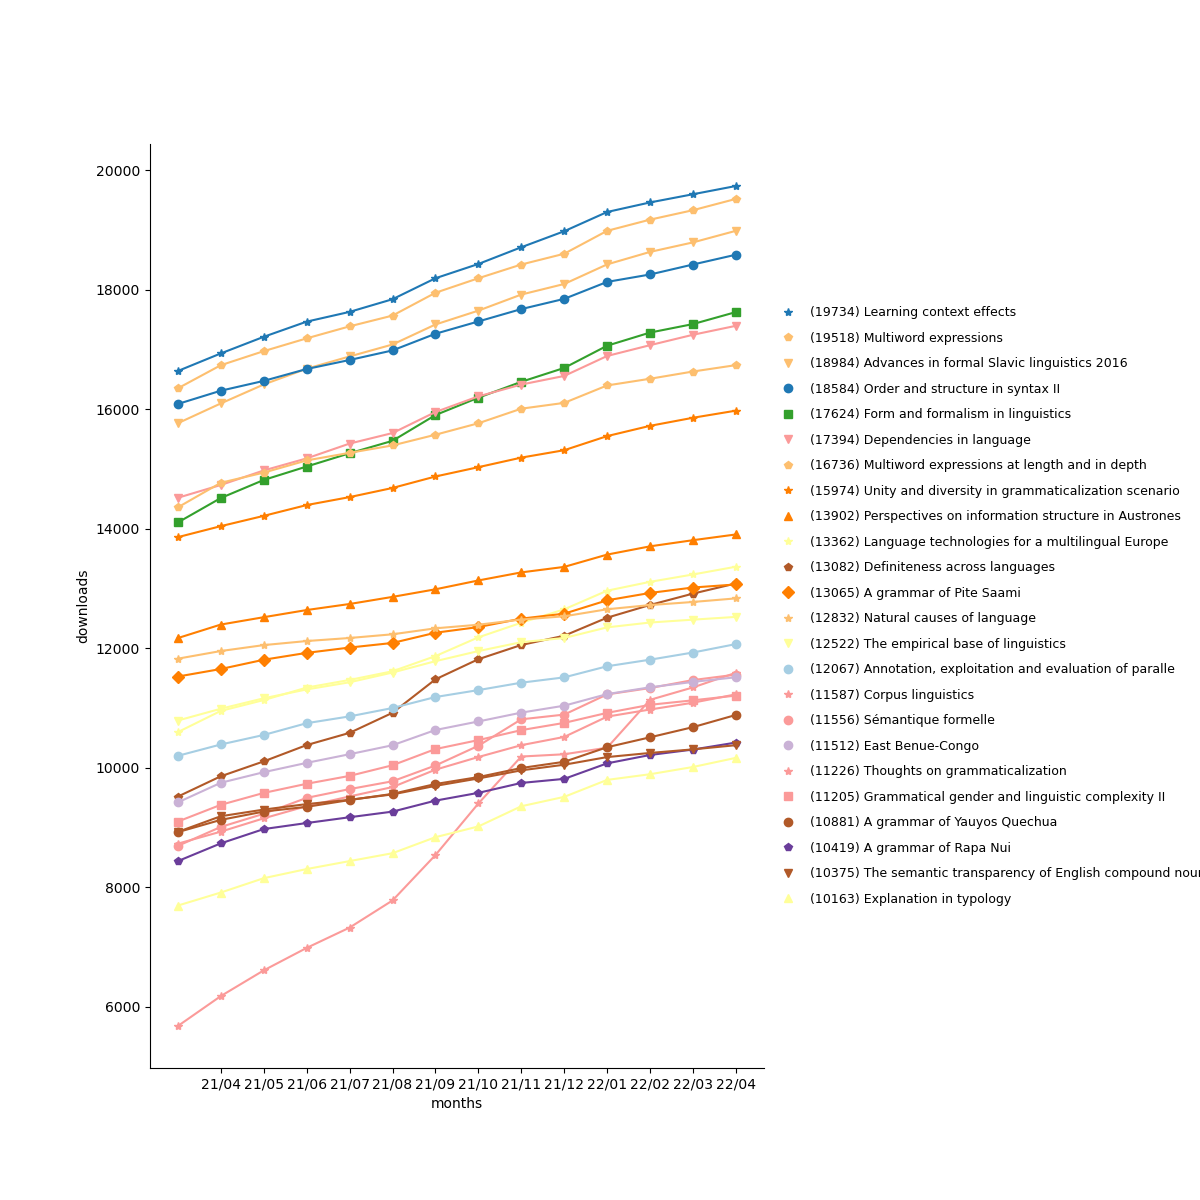 20000
18000
16000
14000
12000
10000
8000
6000
downloads
21/04 21/05 21/06 21/07 21/08 21/09 21/10 21/11 21/12 22/01 22/02 22/03 22/04
months
(19734) Learning context effects
(19518) Multiword expressions
(18984) Advances in formal Slavic linguistics 2016
(18584) Order and structure in syntax II
(17624) Form and formalism in linguistics
(17394) Dependencies in language
(16736) Multiword expressions at length and in depth
(15974) Unity and diversity in grammaticalization scenario
(13902) Perspectives on information structure in Austrones
(13362) Language technologies for a multilingual Europe
(13082) Definiteness across languages
(13065) A grammar of Pite Saami
(12832) Natural causes of language
(12522) The empirical base of linguistics
(12067) Annotation, exploitation and evaluation of paralle
(11587) Corpus linguistics
(11556) Sémantique formelle
(11512) East Benue-Congo
(11226) Thoughts on grammaticalization
(11205) Grammatical gender and linguistic complexity II
(10881) A grammar of Yauyos Quechua
(10419) A grammar of Rapa Nui
(10375) The semantic transparency of English compound nour
(10163) Explanation in typology